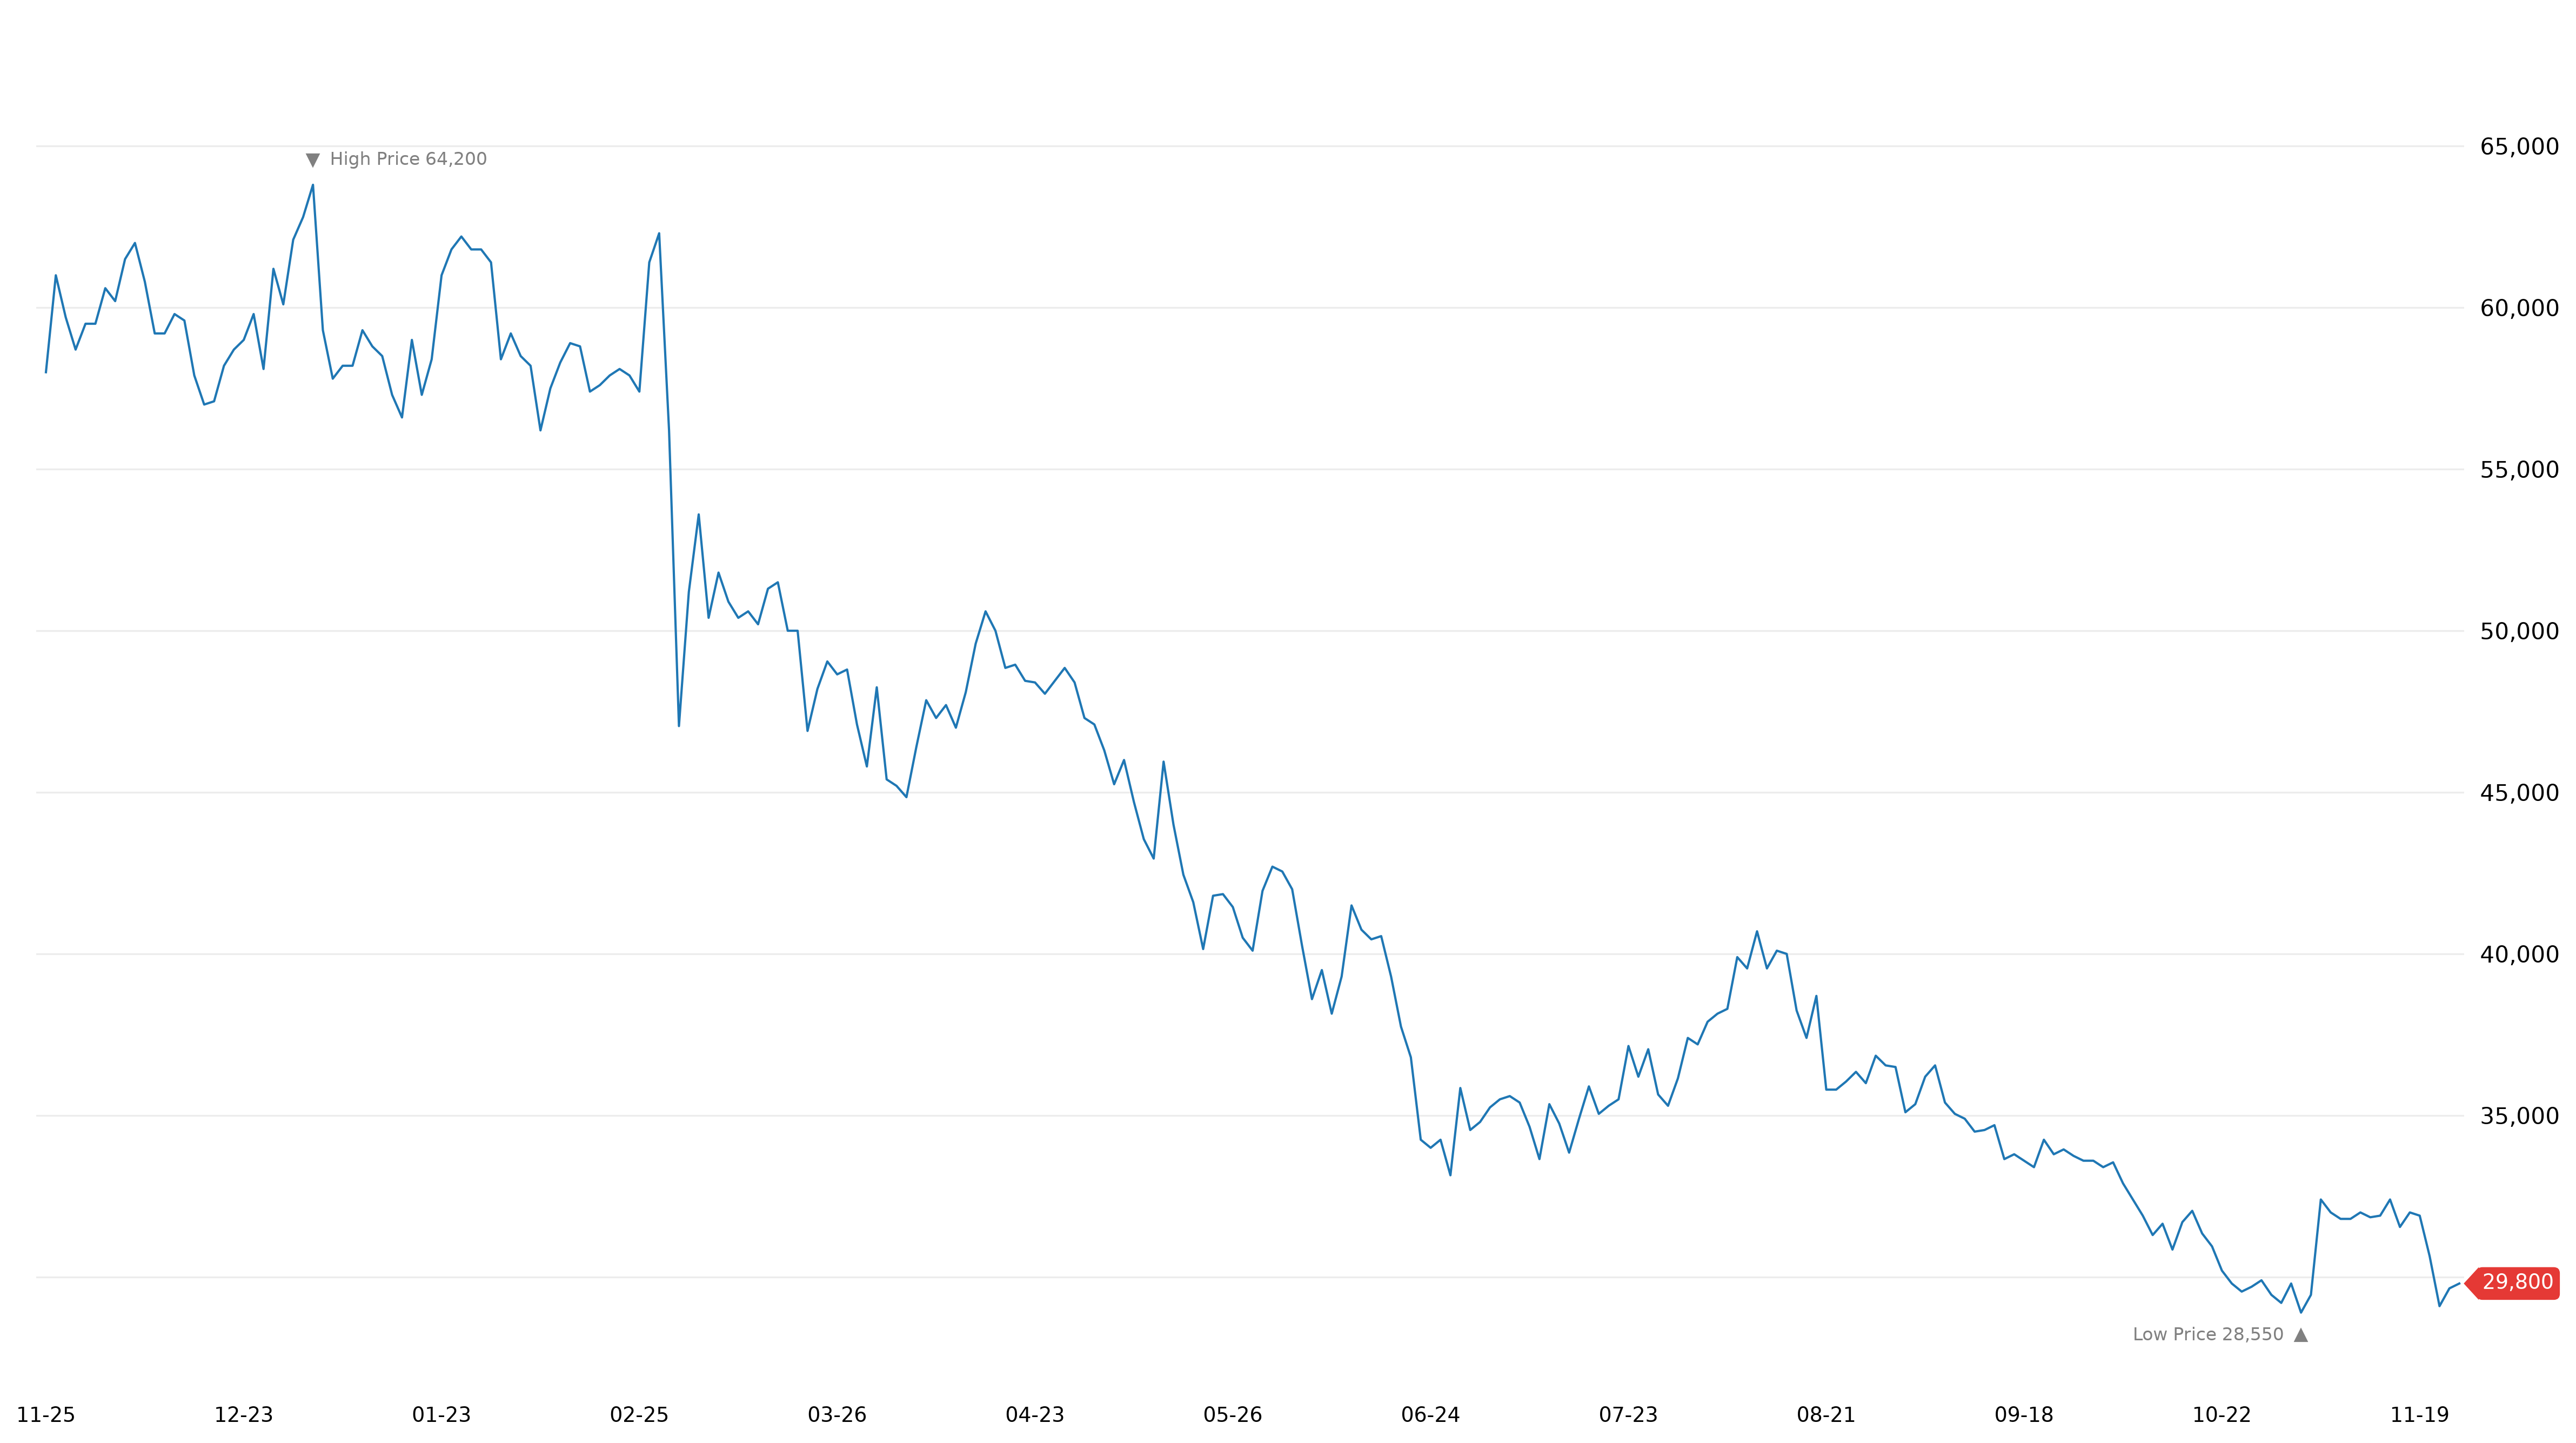 65,000
▼ High Price 64,200
60,000
55,000
50,000
45,000
40,000
35,000
29,800
Low Price 28,550 ▲
11-25 12-23 01-23 02-25 03-26 04-23 05-26 06-24 07-23 08-21 09-18 10-22 11-19